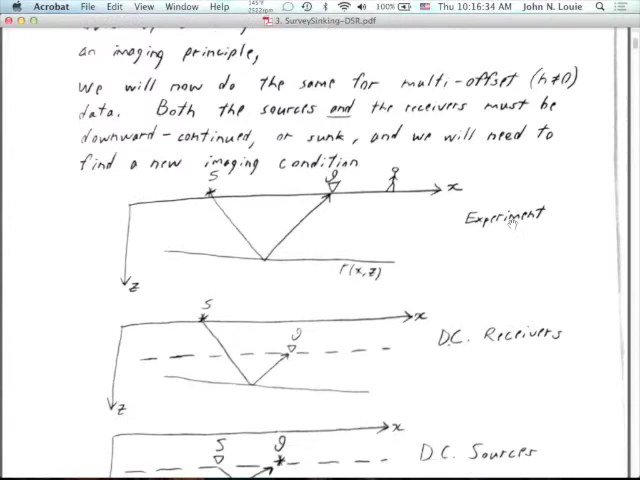 Acrobat File Edit View Window Help 100% Thu 10:16:34 AM John N. Louie
3. SurveySinking-DSR.pdf
an imaging principle,
We will now do the same for multi-offset (h≠0)
data. Both the sources and the receivers must be
downward-continued, or sunk, and we will need to
find a new imaging condition
S g x
Experiment
r(x,z)
z
S g x
D.C. Receivers
z
x
S g
D.C. Sources